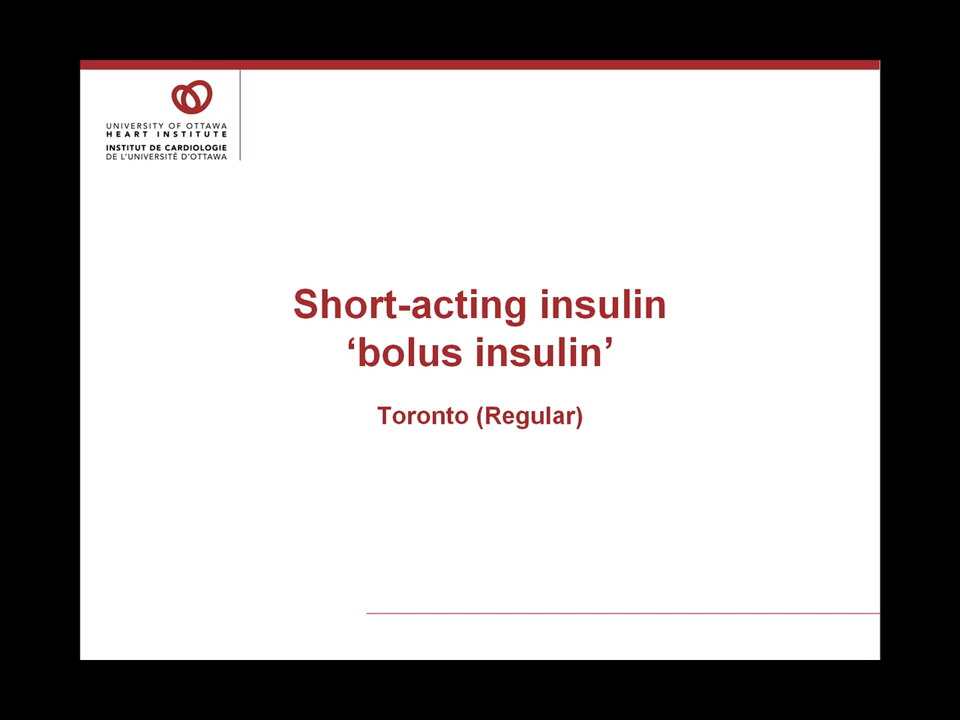 UNIVERSITY OF OTTAWA
HEART INSTITUTE
INSTITUT DE CARDIOLOGIE
DE L'UNIVERSITÉ D'OTTAWA
Short-acting insulin
‘bolus insulin’
Toronto (Regular)